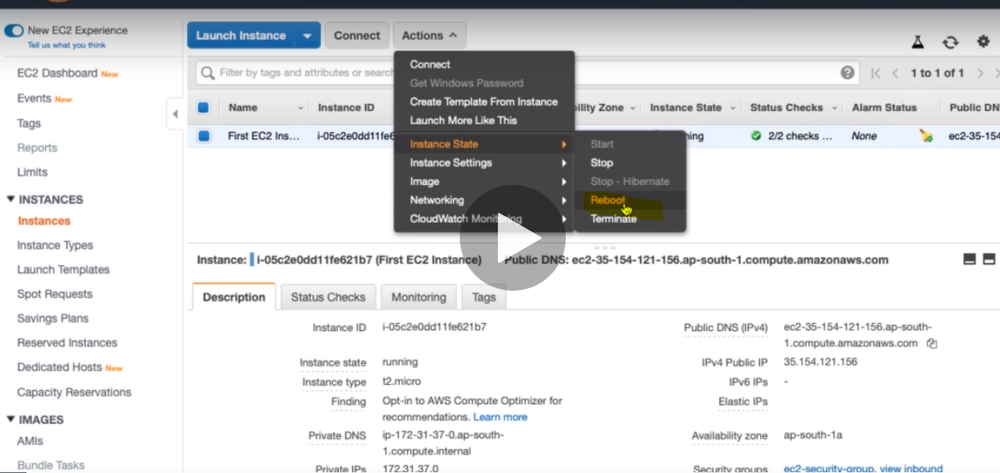 New EC2 Experience
Tell us what you think
EC2 Dashboard New
Events New
Tags
Reports
Limits
INSTANCES
Instances
Instance Types
Launch Templates
Spot Requests
Savings Plans
Reserved Instances
Dedicated Hosts New
Capacity Reservations
IMAGES
AMIs
Bundle Tasks
Launch Instance Connect Actions
Filter by tags and attributes or search
1 to 1 of 1
Name Instance ID Zone Instance State Status Checks Alarm Status Public DN
First EC2 Ins... i-05c2e0dd11fe 2/2 checks ... None ec2-35-154
Connect
Get Windows Password
Create Template From Instance
Launch More Like This
Instance State
Instance Settings
Image
Networking
CloudWatch Monitoring
Start
Stop
Stop - Hibernate
Reboot
Terminate
Instance: i-05c2e0dd11fe621b7 (First EC2 Instance) Public DNS: ec2-35-154-121-156.ap-south-1.compute.amazonaws.com
Description Status Checks Monitoring Tags
Instance ID i-05c2e0dd11fe621b7
Instance state running
Instance type t2.micro
Finding Opt-in to AWS Compute Optimizer for
recommendations. Learn more
Private DNS ip-172-31-37-0.ap-south-
1.compute.internal
Private IPs 172.31.37.0
Public DNS (IPv4) ec2-35-154-121-156.ap-south-
1.compute.amazonaws.com
IPv4 Public IP 35.154.121.156
IPv6 IPs -
Elastic IPs
Availability zone ap-south-1a
Security groups ec2-security-group. view inbound